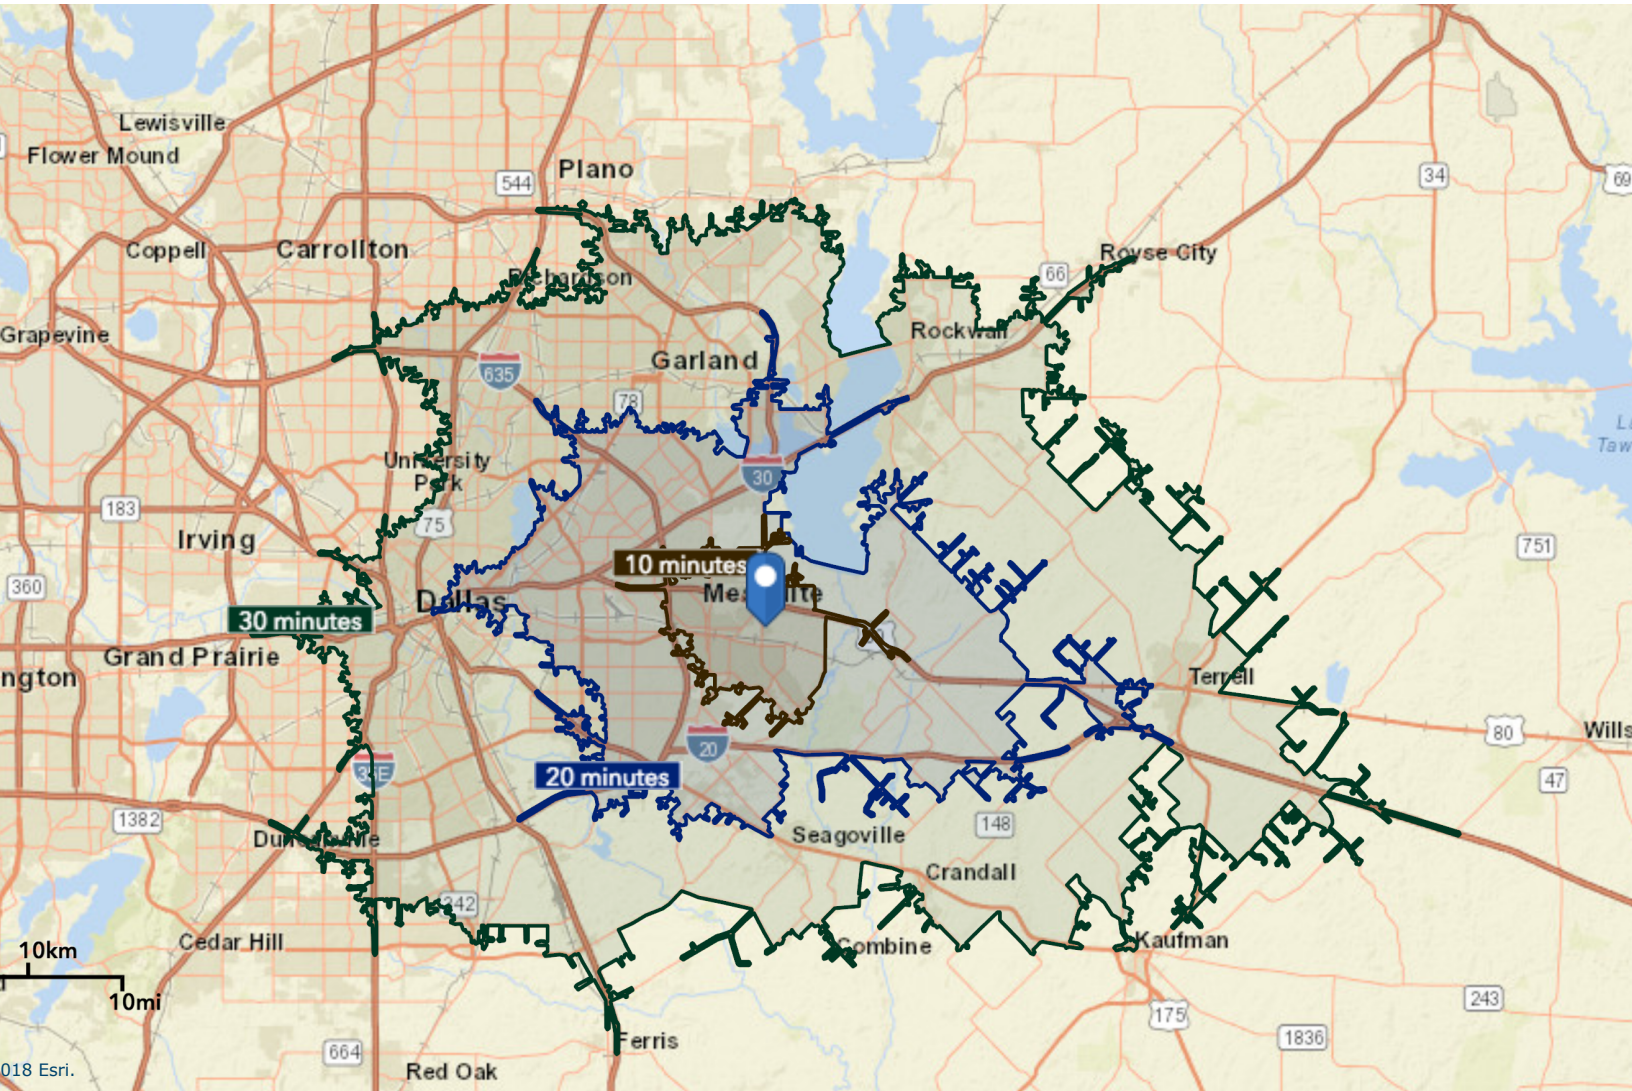 Lewisville
Flower Mound
Plano
544
34
69
Coppell
Carrollton
Royse City
66
Richardson
Grapevine
Rockwall
Garland
635
78
University
Park
30
183
75
Irving
751
360
10 minutes
Mesquite
Dallas
30 minutes
Grand Prairie
ngton
Terrell
80
Wills
20
35E
20 minutes
47
1382
Duncanville
Seagoville
148
Crandall
342
Cedar Hill
Combine
Kaufman
10km
10mi
243
175
1836
Ferris
664
018 Esri.
Red Oak